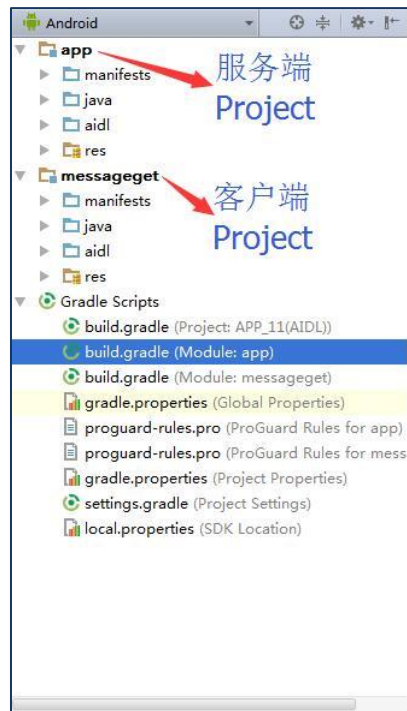 Android
app
服务端
manifests
java
Project
aidl
res
messageget
manifests
客户端
java
Project
aidl
res
Gradle Scripts
build.gradle (Project: APP_11(AIDL))
build.gradle (Module: app)
build.gradle (Module: messageget)
gradle.properties (Global Properties)
proguard-rules.pro (ProGuard Rules for app)
proguard-rules.pro (ProGuard Rules for mess
gradle.properties (Project Properties)
settings.gradle (Project Settings)
local.properties (SDK Location)